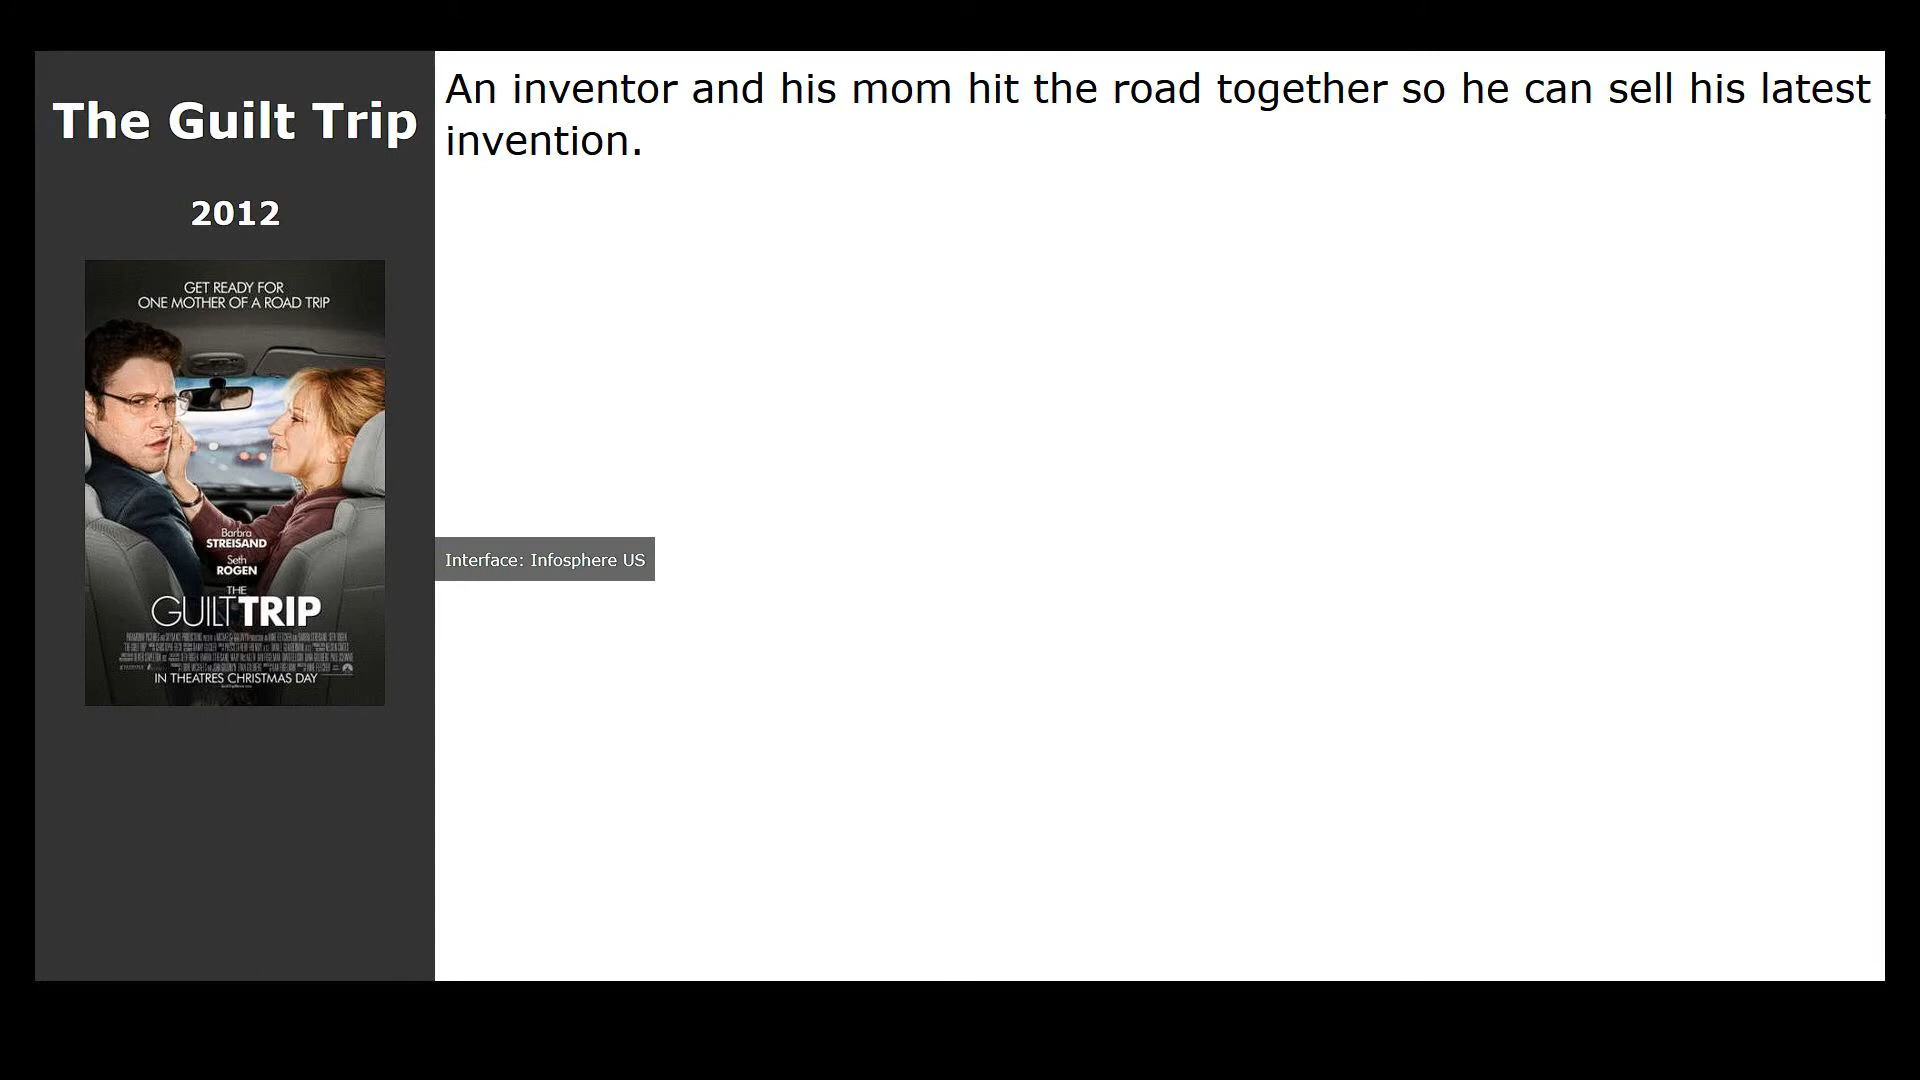 The Guilt Trip
2012
GET READY FOR
ONE MOTHER OF A ROAD TRIP
Barbra
STREISAND
Seth
ROGEN
THE
GUILT TRIP
IN THEATRES CHRISTMAS DAY
An inventor and his mom hit the road together so he can sell his latest
invention.
Interface: Infosphere US